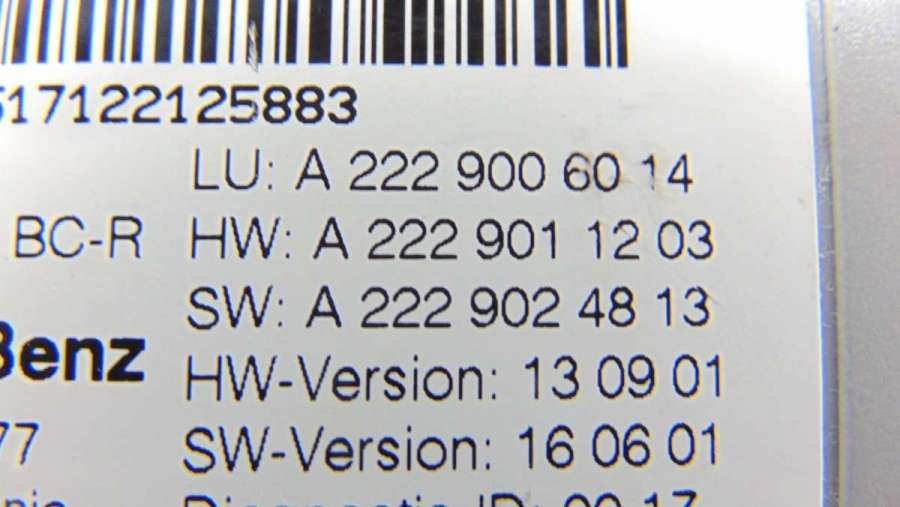 17122125883
LU: A 222 900 60 14
BC-R HW: A 222 901 12 03
SW: A 222 902 48 13
Benz HW-Version: 13 09 01
77 SW-Version: 16 06 01